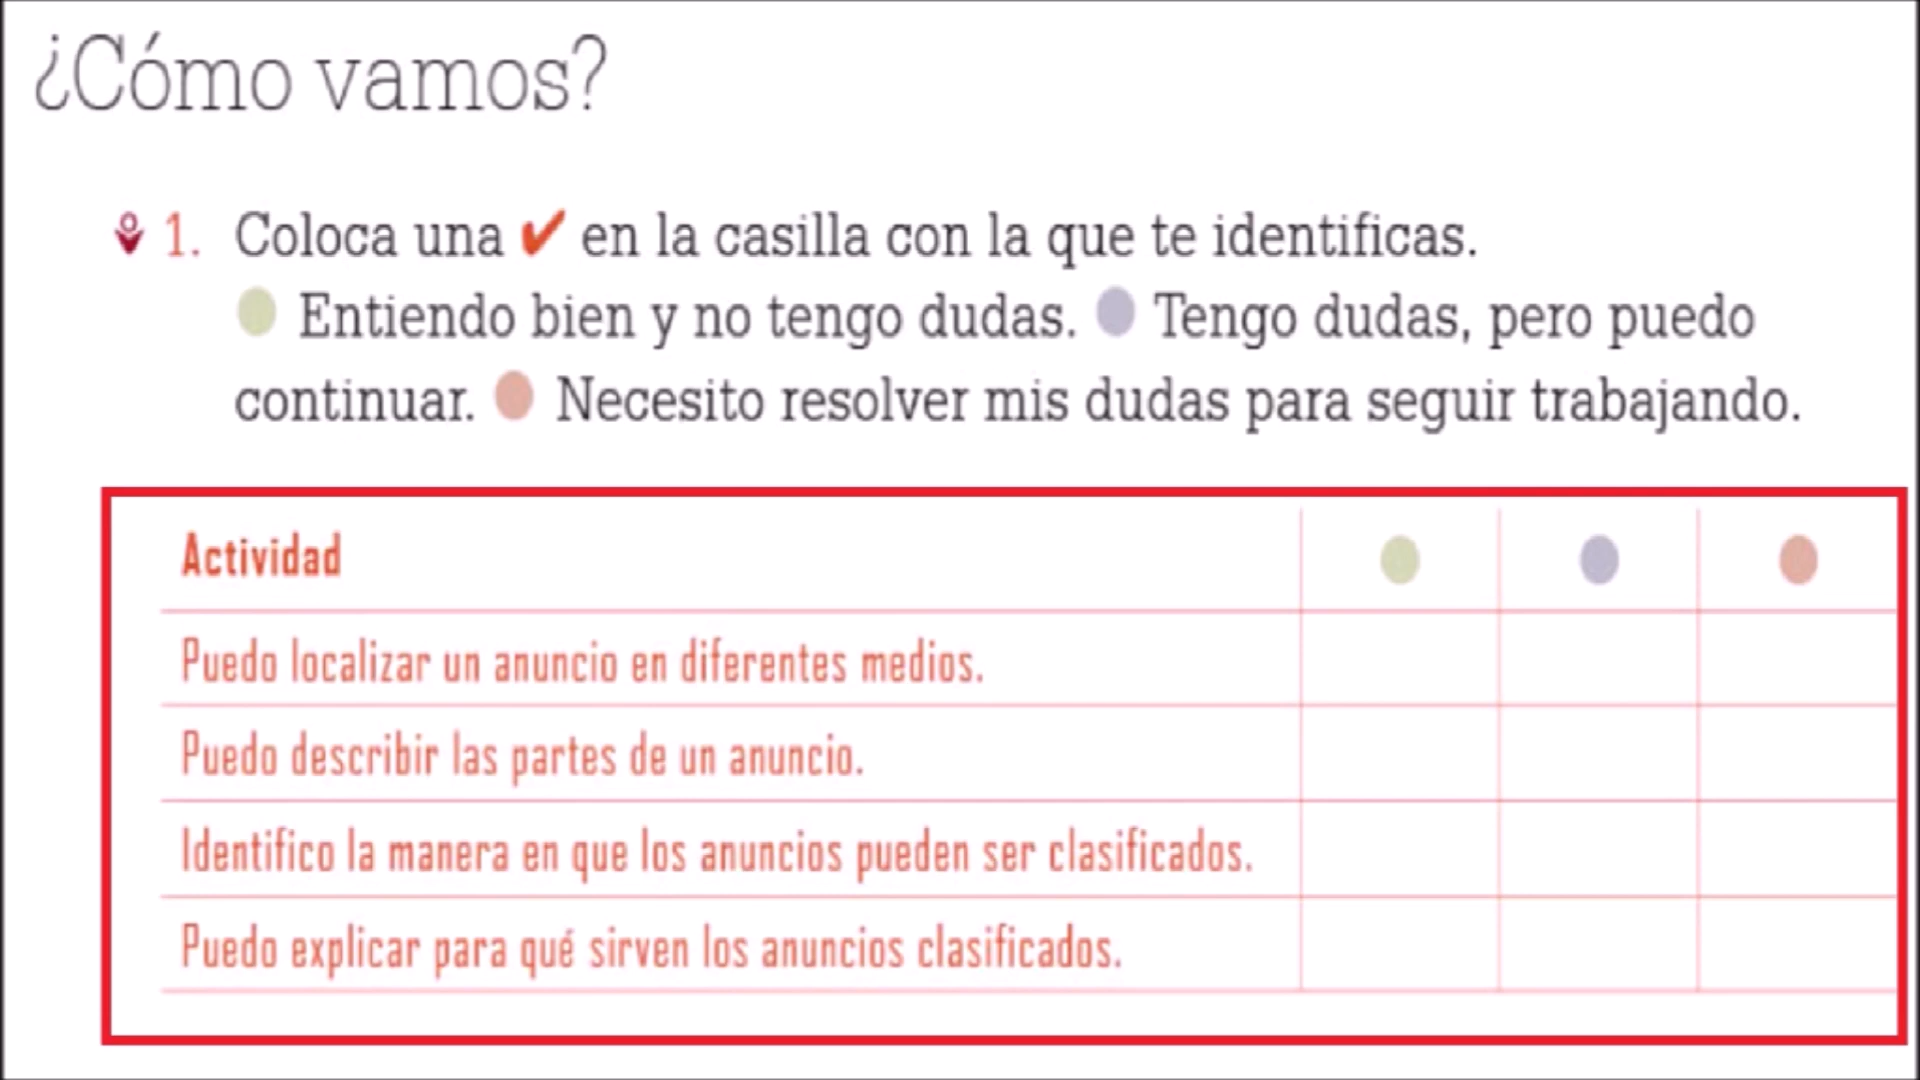 ¿Cómo vamos?
1. Coloca una ✔ en la casilla con la que te identificas.
Entiendo bien y no tengo dudas. Tengo dudas, pero puedo
continuar. Necesito resolver mis dudas para seguir trabajando.
Actividad
Puedo localizar un anuncio en diferentes medios.
Puedo describir las partes de un anuncio.
Identifico la manera en que los anuncios pueden ser clasificados.
Puedo explicar para qué sirven los anuncios clasificados.